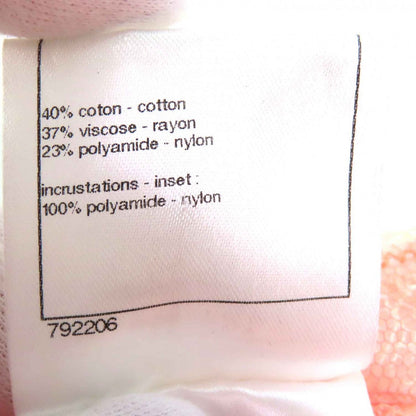 40% coton - cotton
37% viscose - rayon
23% polyamide - nylon
incrustations - inset :
100% polyamide - nylon
792206